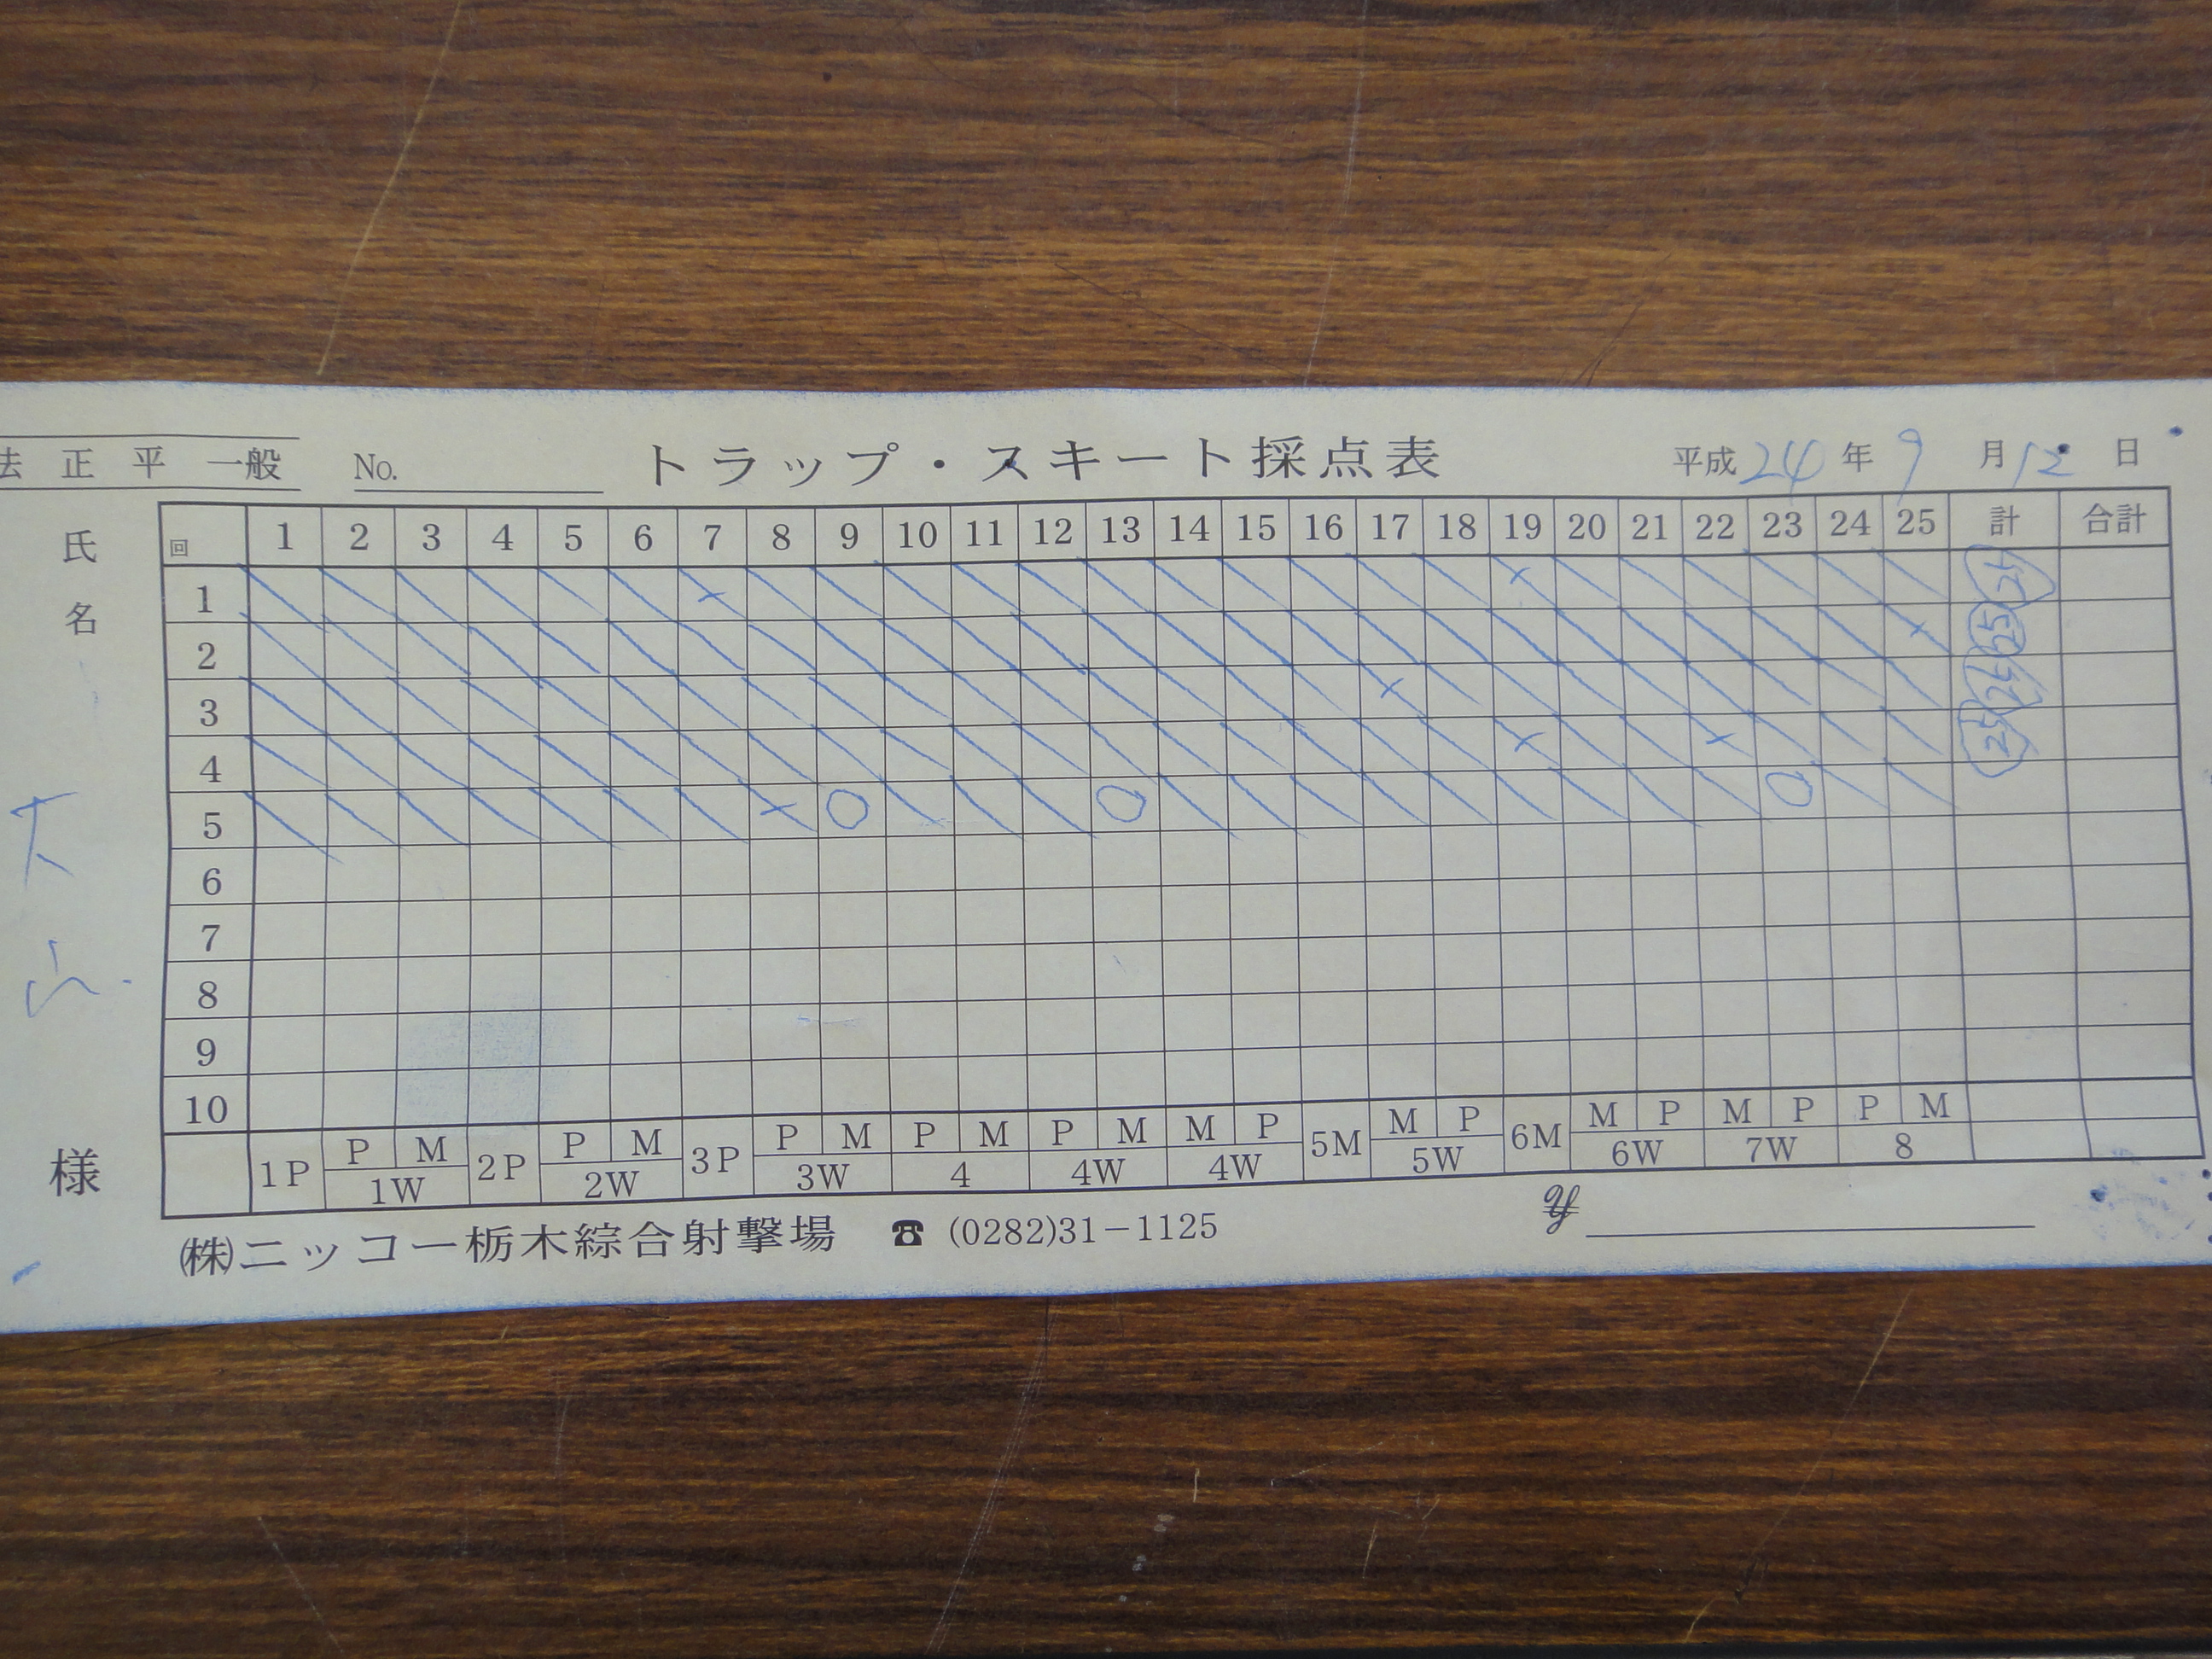 法 正 平 一般 No. トラップ・スキート採点表 平成24年9月12日
氏名
様
回 1 2 3 4 5 6 7 8 9 10 11 12 13 14 15 16 17 18 19 20 21 22 23 24 25 計 合計
1
2 25
3
4
5
6
7
8
9
10
P M P M P M P M P M M P M P M P M P P M
1P 1W 2P 2W 3P 3W 4 4W 4W 5M 5W 6M 6W 7W 8
㈱ニッコー栃木綜合射撃場 ☎ (0282)31-1125